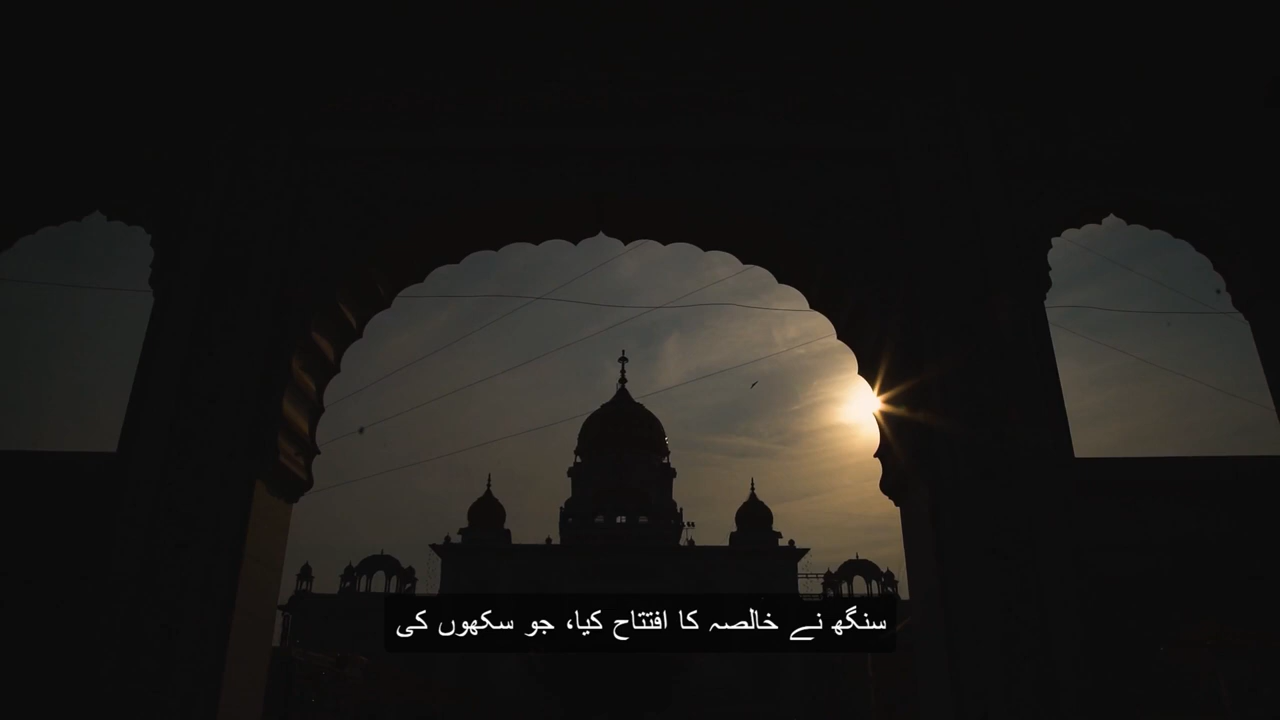 سنگھ نے خالصہ کا افتتاح کیا، جو سکھوں کی